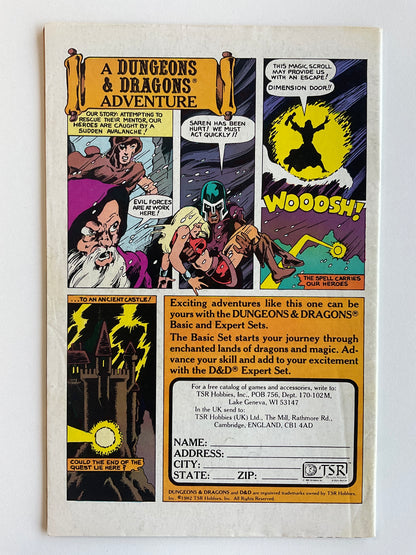 A DUNGEONS
& DRAGONS®
ADVENTURE
OUR STORY: ATTEMPTING TO
RESCUE THEIR MENTOR, OUR
HEROES ARE CAUGHT BY A
SUDDEN AVALANCHE!
EVIL FORCES
ARE AT WORK
HERE!
SAREN HAS BEEN
HURT! WE MUST
ACT QUICKLY!!
THIS MAGIC SCROLL
MAY PROVIDE US
WITH AN ESCAPE!
DIMENSION DOOR!!
WOOOSH!
THE SPELL CARRIES
OUR HEROES
...TO AN ANCIENT CASTLE!
COULD THE END OF THE
QUEST LIE HERE?
Exciting adventures like this one can be
yours with the DUNGEONS & DRAGONS®
Basic and Expert Sets.
The Basic Set starts your journey through
enchanted lands of dragons and magic. Ad-
vance your skill and add to your excitement
with the D&D® Expert Set.
For a free catalog of games and accessories, write to:
TSR Hobbies, Inc., POB 756, Dept. 170-102M,
Lake Geneva, WI 53147
In the UK send to:
TSR Hobbies (UK) Ltd., The Mill, Rathmore Rd.,
Cambridge, ENGLAND, CB1 4AD
NAME:
ADDRESS:
CITY:
STATE: ZIP:
TSR
DUNGEONS & DRAGONS and D&D are registered trademarks owned by TSR Hobbies,
Inc. ©1982 TSR Hobbies, Inc. All Rights Reserved.